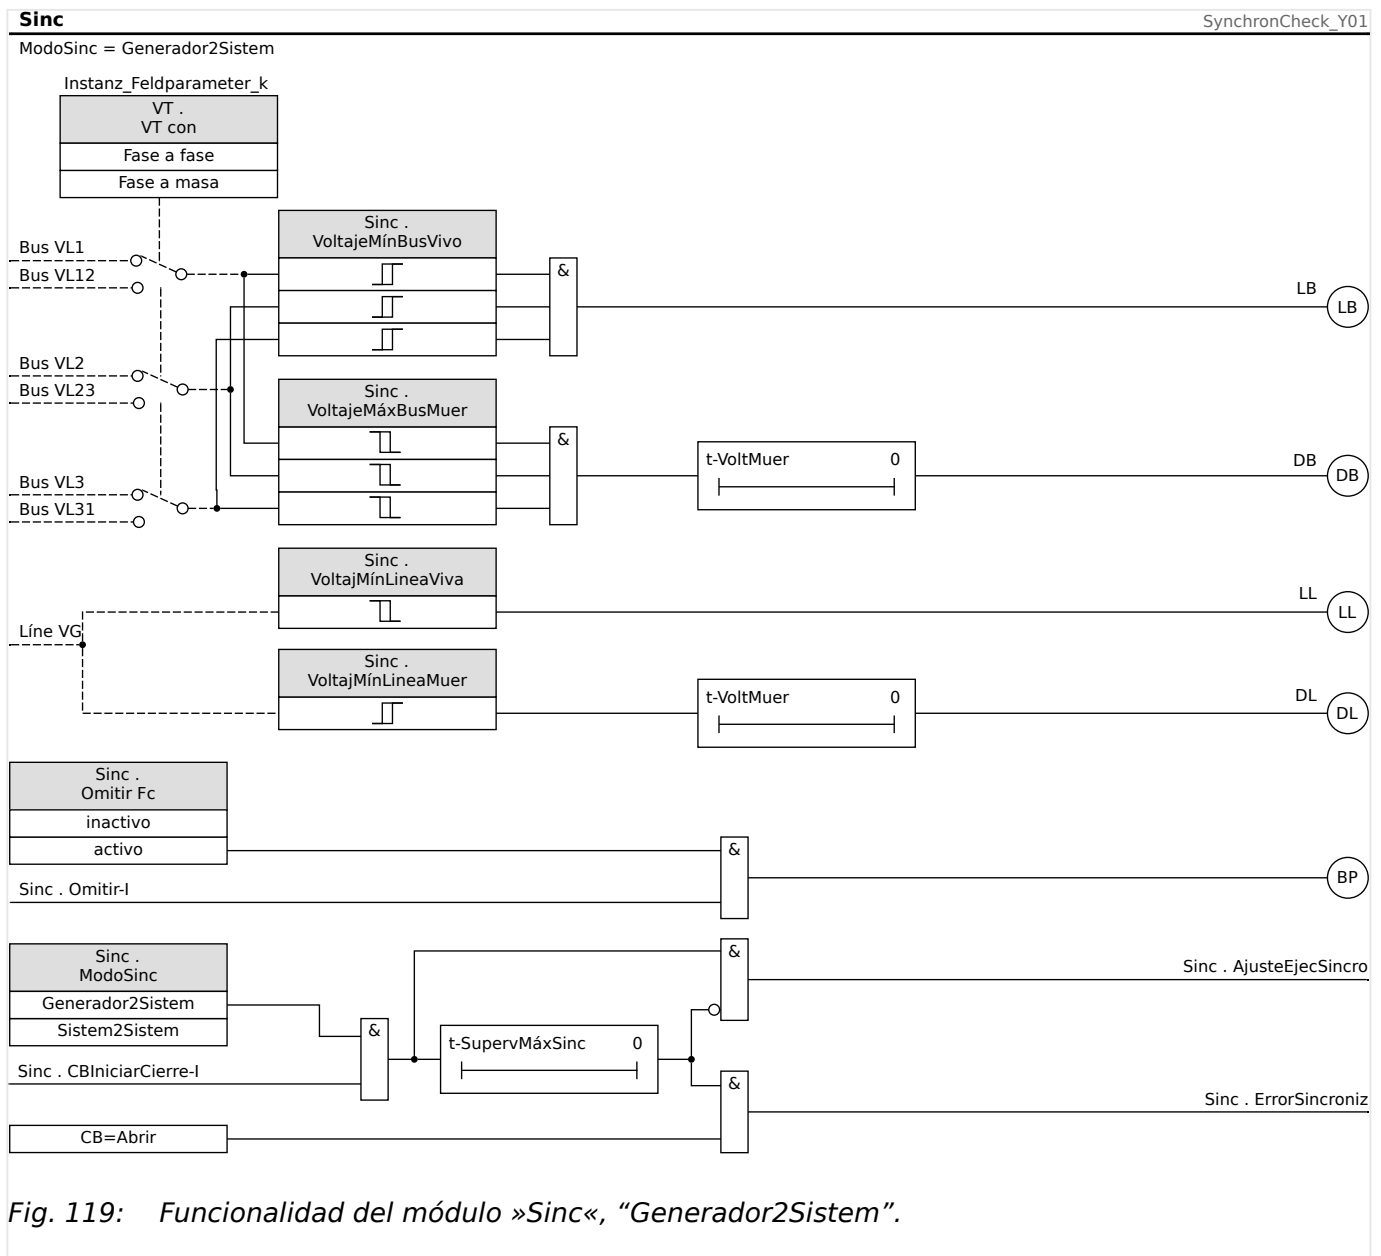 Sinc
SynchronCheck_Y01
ModoSinc = Generador2Sistem
Instanz_Feldparameter_k
VT .
VT con
Fase a fase
Fase a masa
Sinc .
VoltajeMínBusVivo
Bus VL1
Bus VL12
&
LB
LB
Bus VL2
Bus VL23
Sinc .
VoltajeMáxBusMuer
&
t-VoltMuer 0
DB
DB
Bus VL3
Bus VL31
Sinc .
VoltajMínLineaViva
LL
LL
Líne VG
Sinc .
VoltajMínLineaMuer
t-VoltMuer 0
DL
DL
Sinc .
Omitir Fc
inactivo
activo
&
BP
Sinc . Omitir-I
Sinc .
ModoSinc
Generador2Sistem
Sistem2Sistem
&
Sinc . AjusteEjecSincro
&
t-SupervMáxSinc 0
Sinc . CBIniciarCierre-I
&
Sinc . ErrorSincroniz
CB=Abrir
Fig. 119: Funcionalidad del módulo »Sinc«, “Generador2Sistem”.